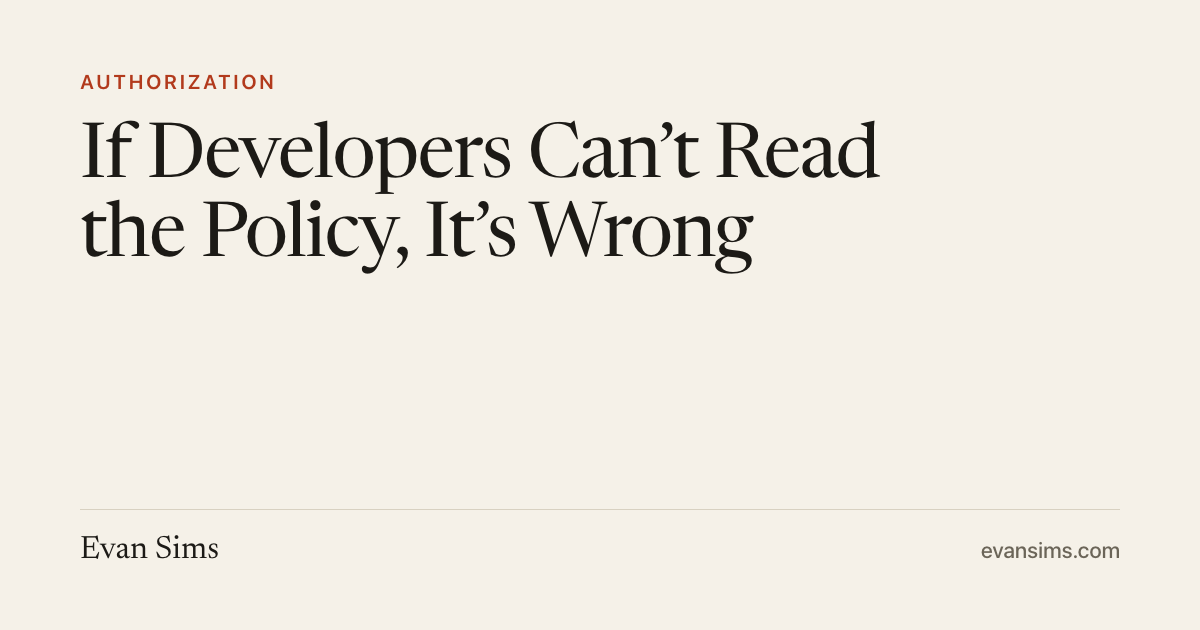 AUTHORIZATION
If Developers Can’t Read
the Policy, It’s Wrong
Evan Sims
evansims.com